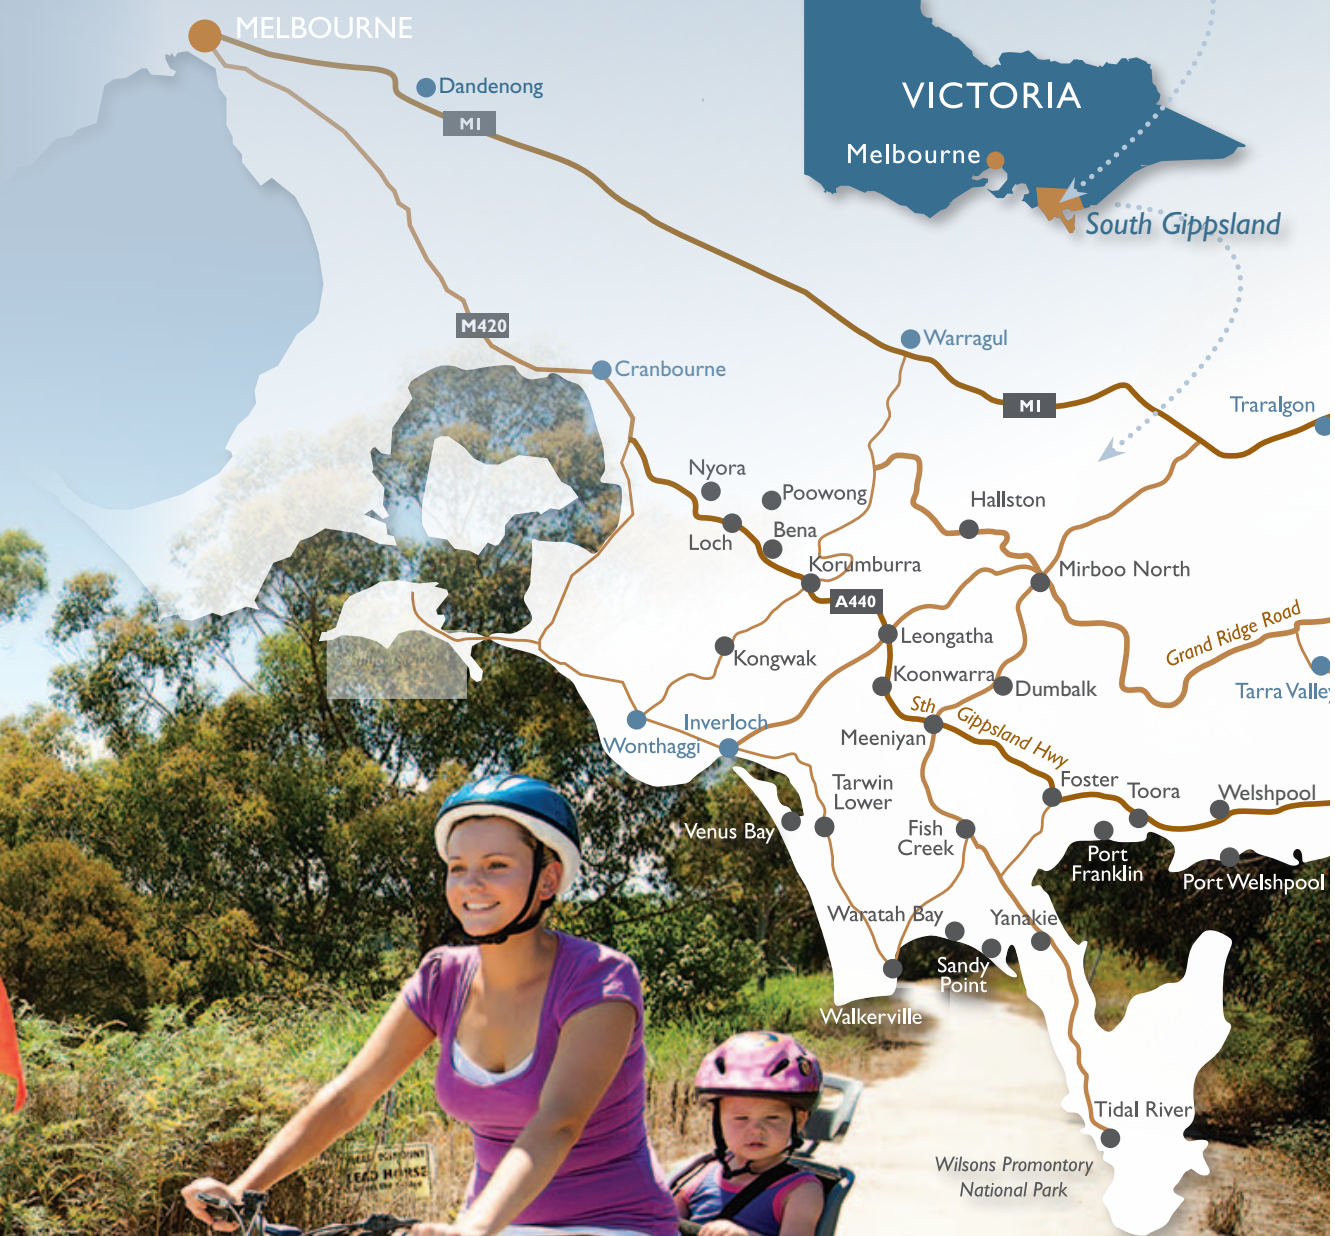 MELBOURNE
Dandenong
M1
VICTORIA
Melbourne
South Gippsland
M420
Cranbourne
Warragul
M1
Traralgon
Nyora
Poowong
Hallston
Loch
Bena
Korumburra
Mirboo North
A440
Leongatha
Grand Ridge Road
Kongwak
Koonwarra
Dumbalk
Tarra Valley
Sth Gippsland Hwy
Inverloch
Wonthaggi
Meeniyan
Foster
Toora
Welshpool
Tarwin
Lower
Venus Bay
Fish
Creek
Port
Franklin
Port Welshpool
Waratah Bay
Yanakie
Sandy
Point
Walkerville
Tidal River
Wilsons Promontory
National Park
LEAD HORSE